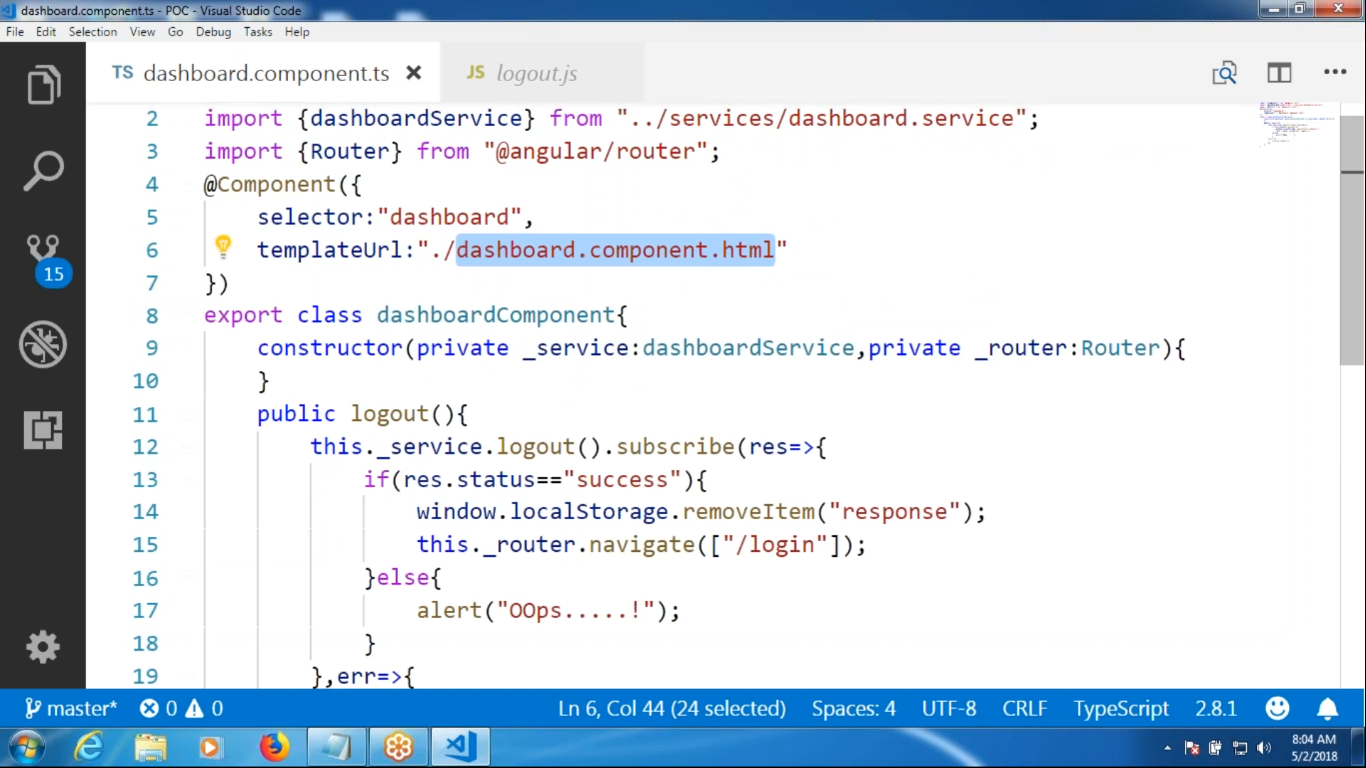 dashboard.component.ts - POC - Visual Studio Code
File Edit Selection View Go Debug Tasks Help
TS dashboard.component.ts JS logout.js
2 import {dashboardService} from "../services/dashboard.service";
3 import {Router} from "@angular/router";
4 @Component({
5 selector:"dashboard",
6 templateUrl:"./dashboard.component.html"
7 })
8 export class dashboardComponent{
9 constructor(private _service:dashboardService,private _router:Router){
10 }
11 public logout(){
12 this._service.logout().subscribe(res=>{
13 if(res.status=="success"){
14 window.localStorage.removeItem("response");
15 this._router.navigate(["/login"]);
16 }else{
17 alert("OOps.....!");
18 }
19 },err=>{
15
master* 0 0 Ln 6, Col 44 (24 selected) Spaces: 4 UTF-8 CRLF TypeScript 2.8.1
8:04 AM
5/2/2018